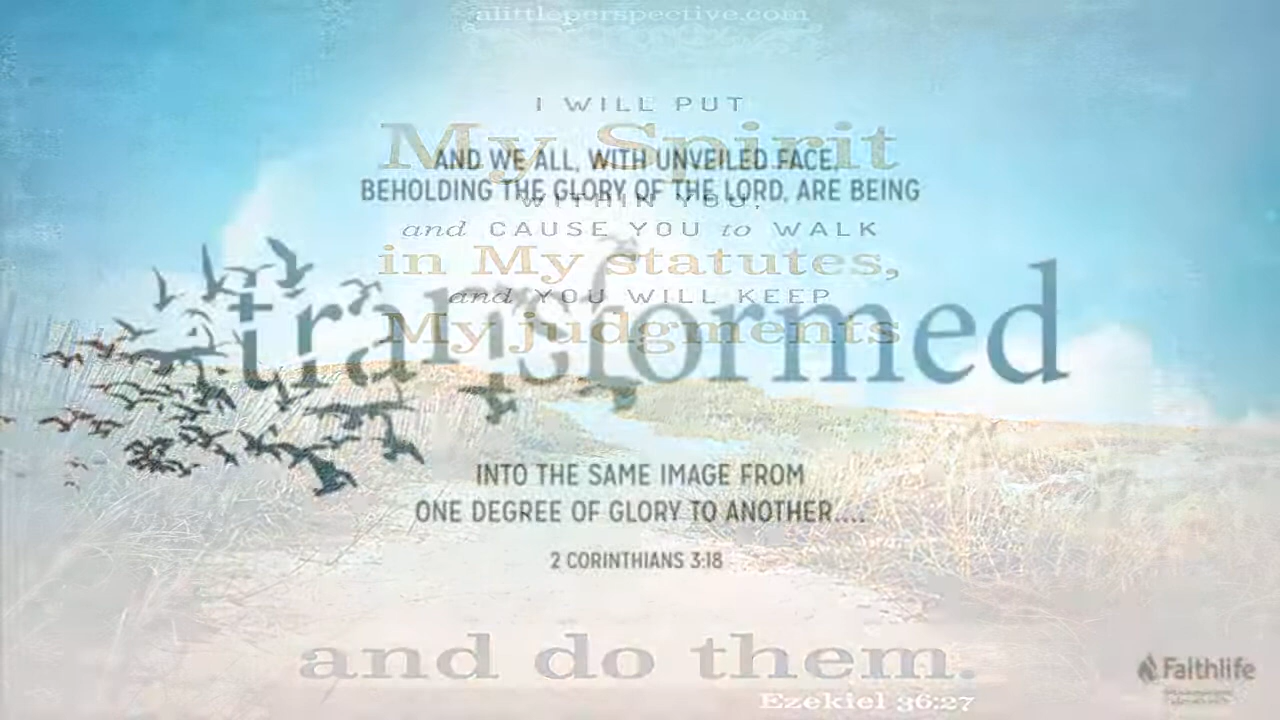 alittleperspective.com
I WILL PUT
My Spirit
AND WE ALL, WITH UNVEILED FACE,
BEHOLDING THE GLORY OF THE LORD, ARE BEING
WITHIN YOU,
and CAUSE YOU to WALK
in My statutes,
and YOU WILL KEEP
transformed
My judgments
INTO THE SAME IMAGE FROM
ONE DEGREE OF GLORY TO ANOTHER....
2 CORINTHIANS 3:18
and do them.
Faithlife
Ezekiel 36:27